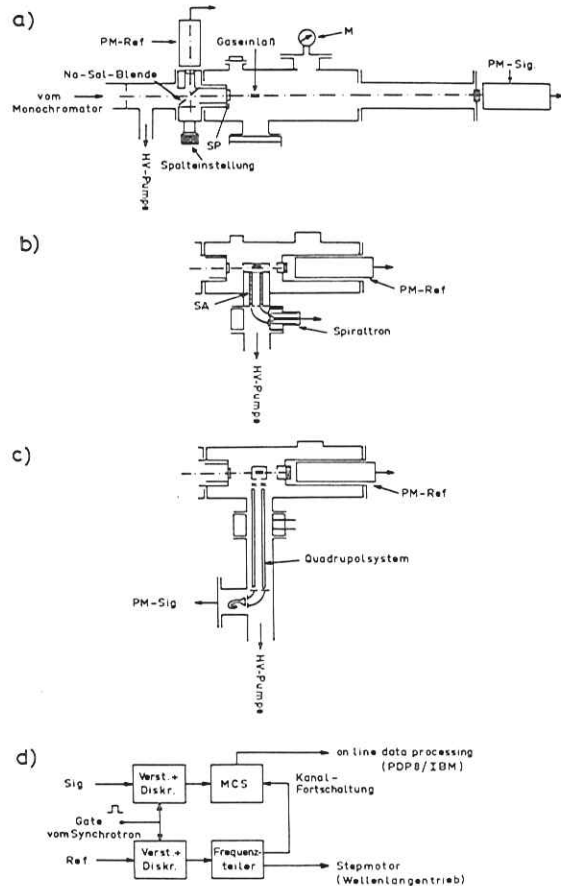 a)
PM-Ref
Gaseinlaß
M
PM-Sig.
Na-Sal-Blende
vom
Monochromator
SP
Spalteinstellung
HV-Pumpe
b)
PM-Ref
SA
Spiraltron
HV-Pumpe
c)
PM-Ref
Quadrupolsystem
PM-Sig
HV-Pumpe
d)
on line data processing
(PDP8/IBM)
Sig
Verst.+
Diskr.
MCS
Kanal-
Fortschaltung
Gate
vom Synchrotron
Ref
Verst.+
Diskr.
Frequenz-
teiler
Stepmotor
(Wellenlangentrieb)